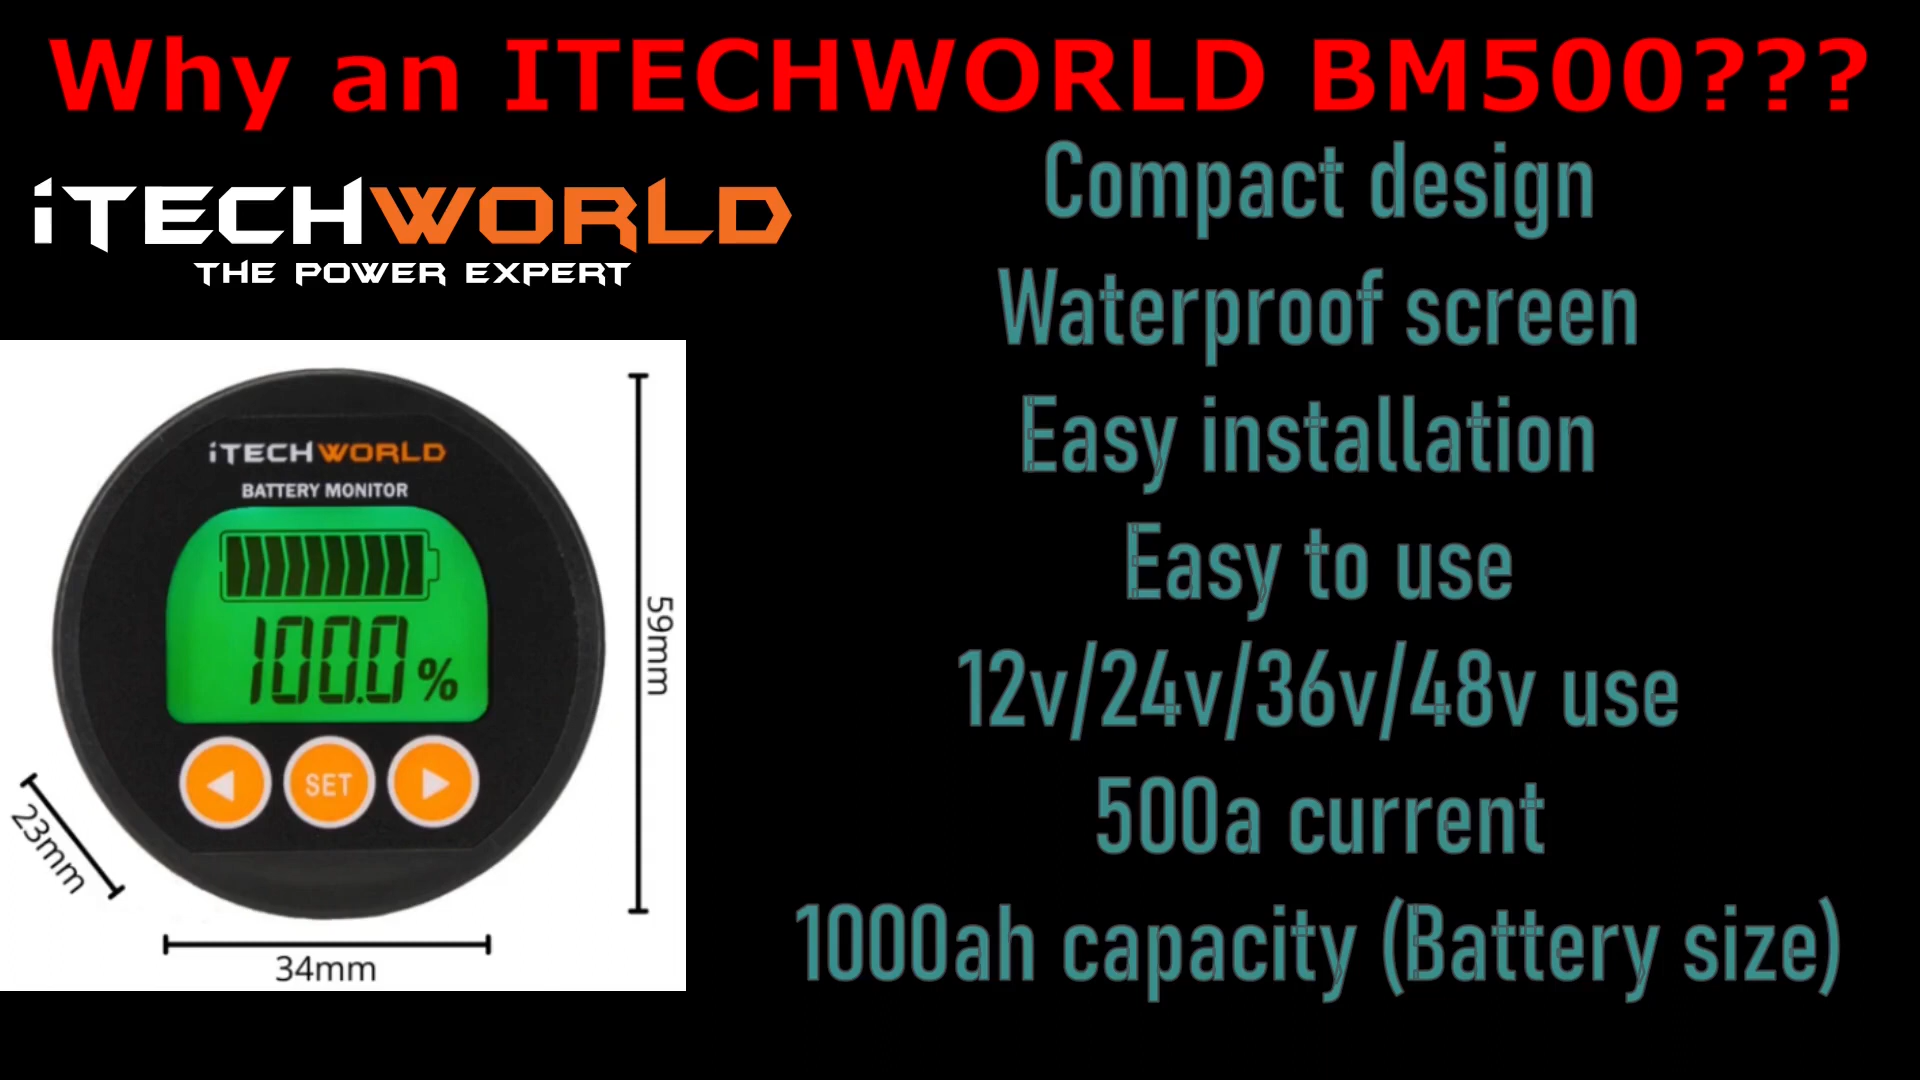 Why an ITECHWORLD BM500???
iTECHWORLD
THE POWER EXPERT
iTECHWORLD
BATTERY MONITOR
100.0%
SET
59mm
23mm
34mm
Compact design
Waterproof screen
Easy installation
Easy to use
12v/24v/36v/48v use
500a current
1000ah capacity (Battery size)